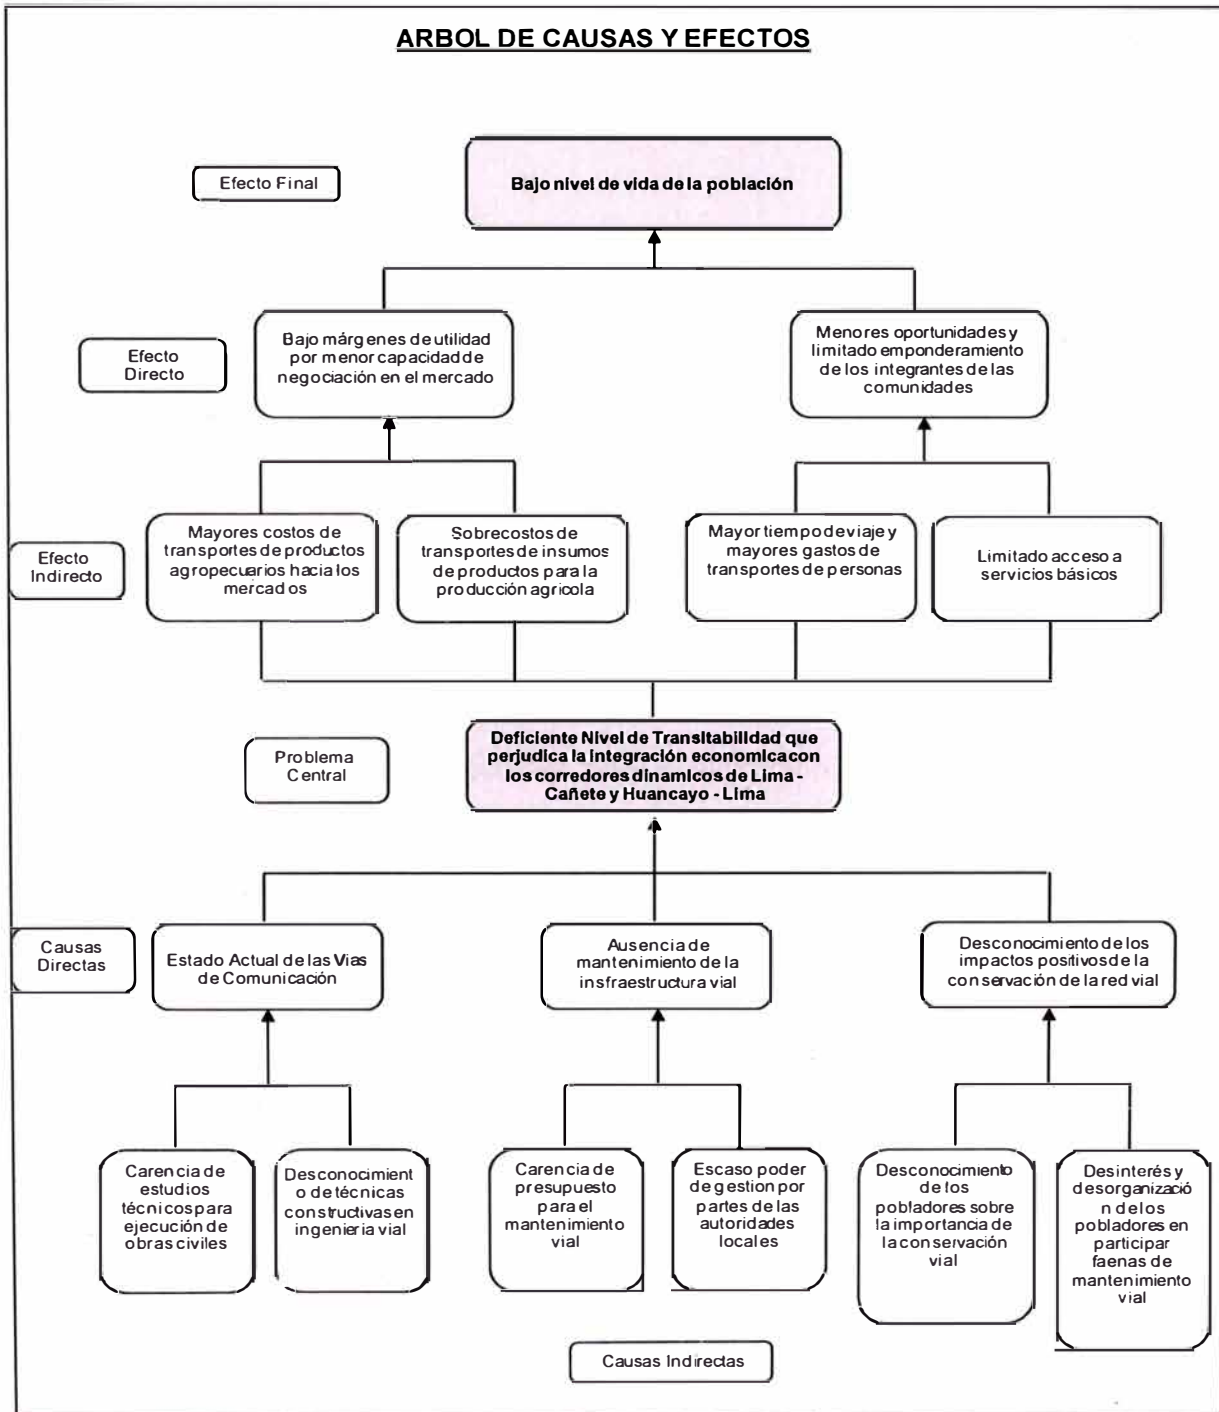 ARBOL DE CAUSAS Y EFECTOS
Efecto Final
Bajo nivel de vida de la población
Efecto
Directo
Bajo márgenes de utilidad
por menor capacidad de
negociación en el mercado
Menores oportunidades y
limitado emponderamiento
de los integrantes de las
comunidades
Efecto
Indirecto
Mayores costos de
transportes de productos
agropecuarios hacia los
mercados
Sobrecostos de
transportes de insumos
de productos para la
producción agricola
Mayor tiempo de viaje y
mayores gastos de
transportes de personas
Limitado acceso a
servicios básicos
Problema
Central
Deficiente Nivel de Transitabilidad que
perjudica la integración economica con
los corredores dinamicos de Lima -
Cañete y Huancayo - Lima
Causas
Directas
Estado Actual de las Vias
de Comunicación
Ausencia de
mantenimiento de la
insfraestructura vial
Desconocimiento de los
impactos positivos de la
conservación de la red vial
Carencia de
estudios
técnicos para
ejecución de
obras civiles
Desconocimient
o de técnicas
constructivas en
ingenieria vial
Carencia de
presupuesto
para el
mantenimiento
vial
Escaso poder
de gestion por
partes de las
autoridades
locales
Desconocimiento
de los
pobladores sobre
la importancia de
la conservación
vial
Desinterés y
desorganizació
n de los
pobladores en
participar
faenas de
mantenimiento
vial
Causas Indirectas